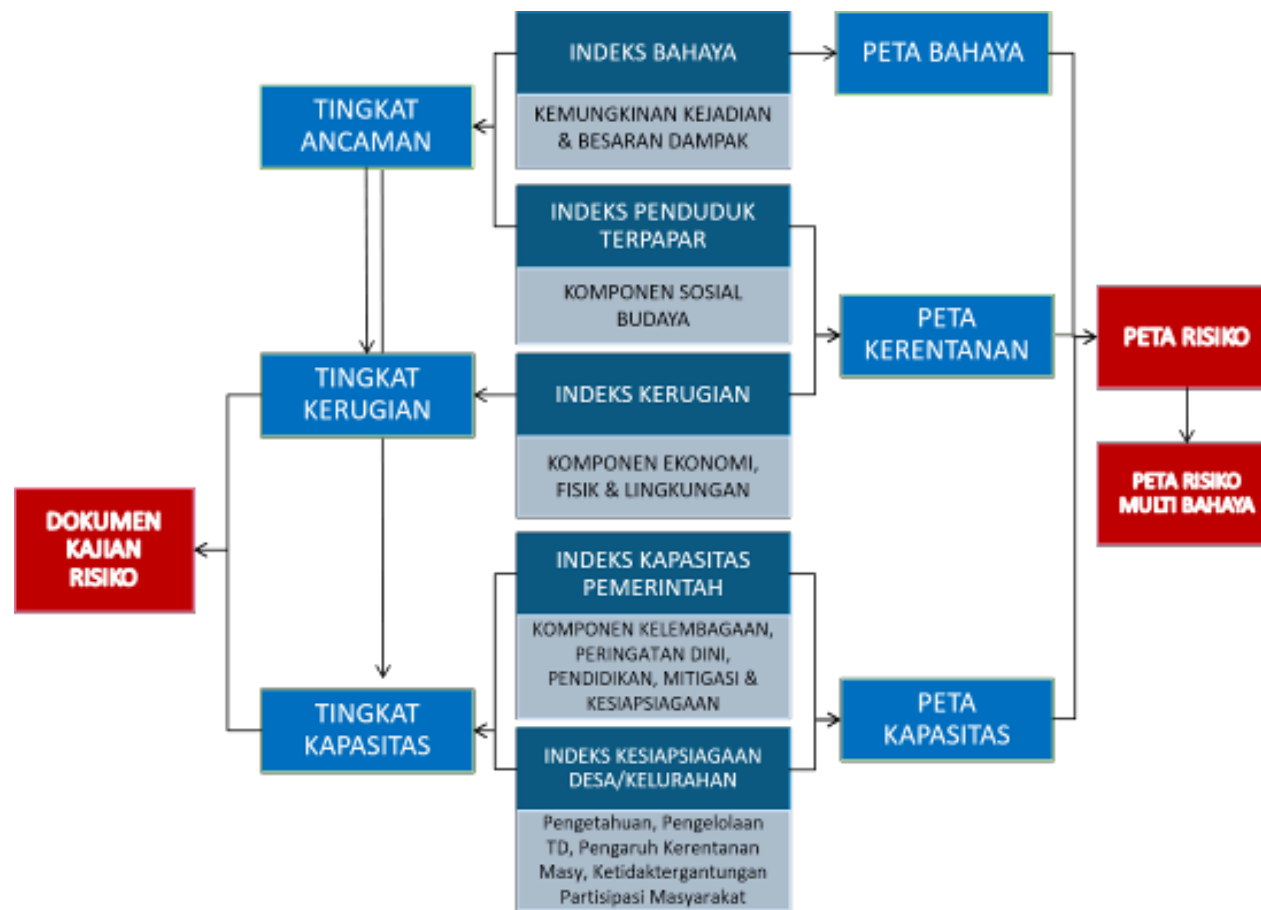 INDEKS BAHAYA
KEMUNGKINAN KEJADIAN
& BESARAN DAMPAK
PETA BAHAYA
TINGKAT
ANCAMAN
INDEKS PENDUDUK
TERPAPAR
KOMPONEN SOSIAL
BUDAYA
PETA
KERENTANAN
PETA RISIKO
TINGKAT
KERUGIAN
INDEKS KERUGIAN
KOMPONEN EKONOMI,
FISIK & LINGKUNGAN
PETA RISIKO
MULTI BAHAYA
DOKUMEN
KAJIAN
RISIKO
INDEKS KAPASITAS
PEMERINTAH
KOMPONEN KELEMBAGAAN,
PERINGATAN DINI,
PENDIDIKAN, MITIGASI &
KESIAPSIAGAAN
TINGKAT
KAPASITAS
PETA
KAPASITAS
INDEKS KESIAPSIAGAAN
DESA/KELURAHAN
Pengetahuan, Pengelolaan
TD, Pengaruh Kerentanan
Masy, Ketidaktergantungan
Partisipasi Masyarakat